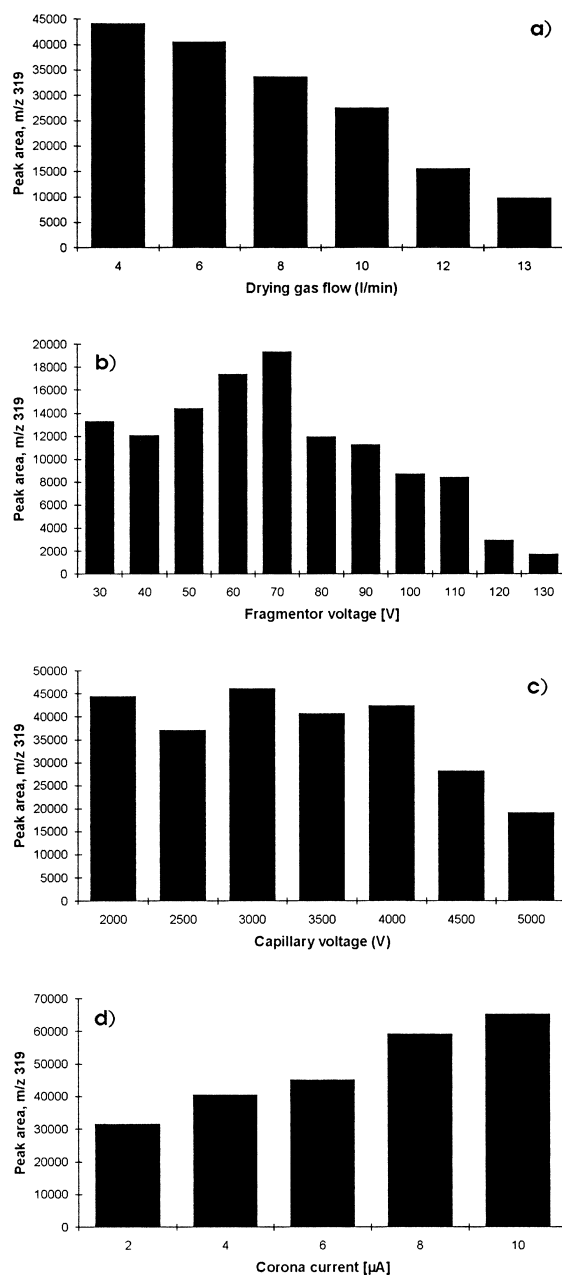 a)
Peak area, m/z 319
45000
40000
35000
30000
25000
20000
15000
10000
5000
0
4 6 8 10 12 13
Drying gas flow (l/min)
b)
Peak area, m/z 319
20000
18000
16000
14000
12000
10000
8000
6000
4000
2000
0
30 40 50 60 70 80 90 100 110 120 130
Fragmentor voltage [V]
c)
Peak area, m/z 319
50000
45000
40000
35000
30000
25000
20000
15000
10000
5000
0
2000 2500 3000 3500 4000 4500 5000
Capillary voltage (V)
d)
Peak area, m/z 319
70000
60000
50000
40000
30000
20000
10000
0
2 4 6 8 10
Corona current [µA]